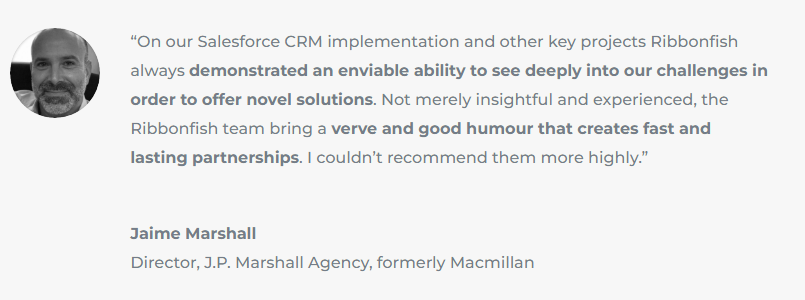 “On our Salesforce CRM implementation and other key projects Ribbonfish
always demonstrated an enviable ability to see deeply into our challenges in
order to offer novel solutions. Not merely insightful and experienced, the
Ribbonfish team bring a verve and good humour that creates fast and
lasting partnerships. I couldn’t recommend them more highly.”
Jaime Marshall
Director, J.P. Marshall Agency, formerly Macmillan